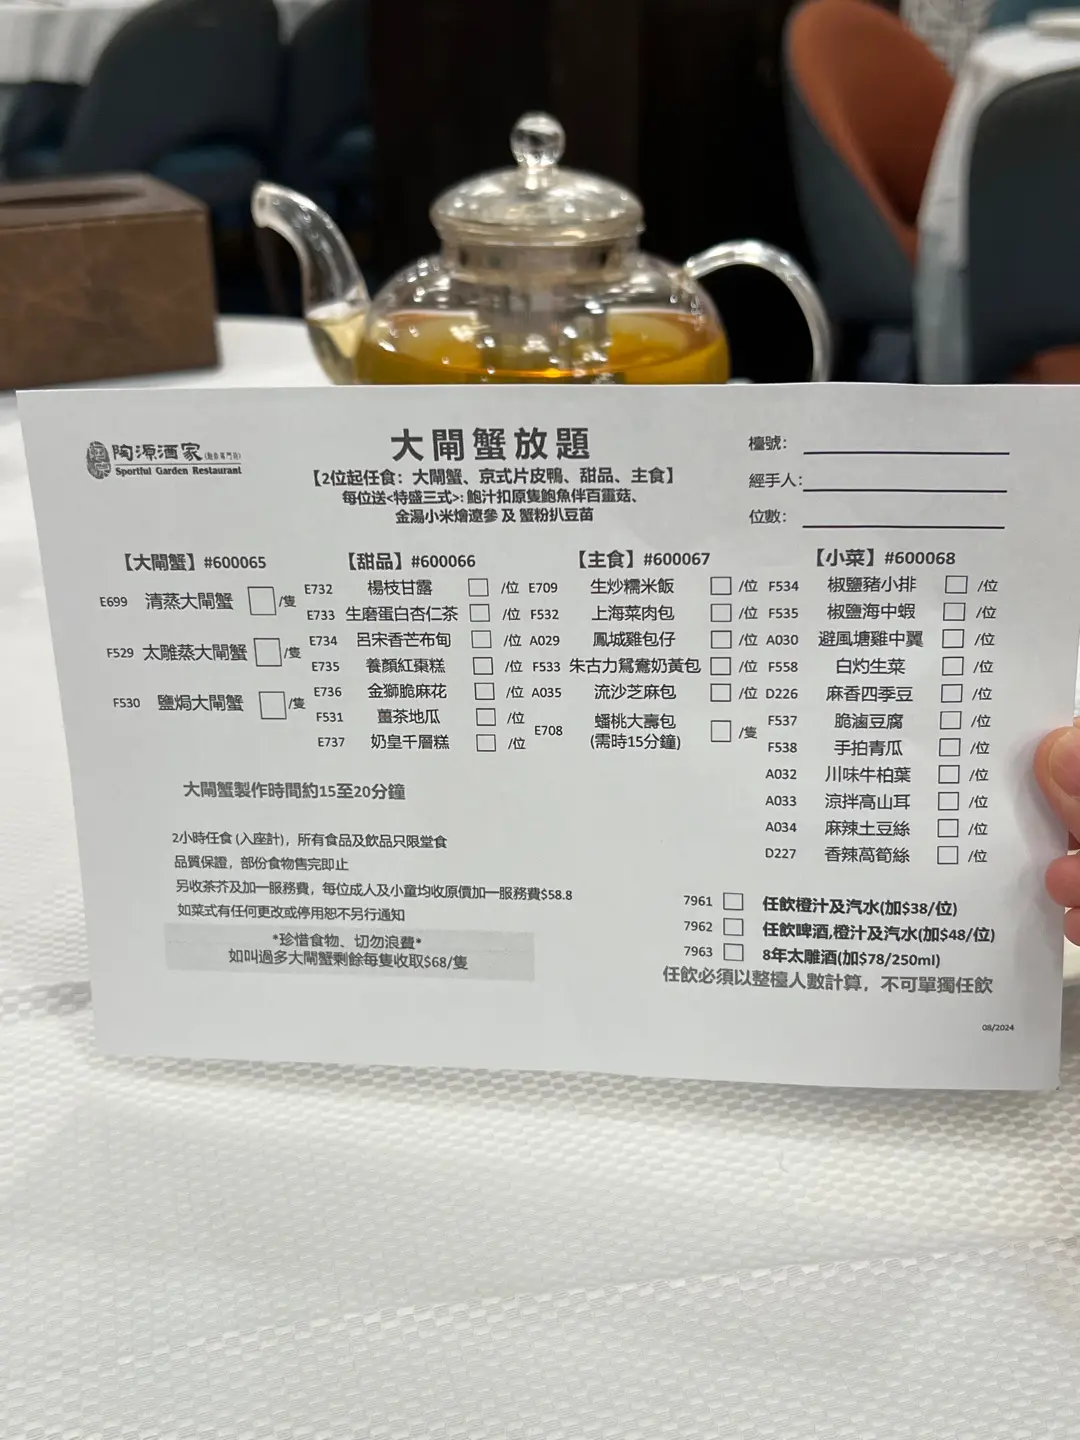 陶源酒家(鮑魚專門店)
Sportful Garden Restaurant
大閘蟹放題
【2位起任食：大閘蟹、京式片皮鴨、甜品、主食】
每位送<特盛三式>: 鮑汁扣原隻鮑魚伴百靈菇、
金湯小米燴遼參 及 蟹粉扒豆苗
檯號：
經手人：
位數：
【大閘蟹】#600065
E699 清蒸大閘蟹 /隻
F529 太雕蒸大閘蟹 /隻
F530 鹽焗大閘蟹 /隻
【甜品】#600066
E732 楊枝甘露 /位
E733 生磨蛋白杏仁茶 /位
E734 呂宋香芒布甸 /位
E735 養顏紅棗糕 /位
E736 金獅脆麻花 /位
F531 薑茶地瓜 /位
E737 奶皇千層糕 /位
【主食】#600067
E709 生炒糯米飯 /位
F532 上海菜肉包 /位
A029 鳳城雞包仔 /位
F533 朱古力鴛鴦奶黃包 /位
A035 流沙芝麻包 /位
E708 蟠桃大壽包 /隻
(需時15分鐘)
【小菜】#600068
F534 椒鹽豬小排 /位
F535 椒鹽海中蝦 /位
A030 避風塘雞中翼 /位
F558 白灼生菜 /位
D226 麻香四季豆 /位
F537 脆滷豆腐 /位
F538 手拍青瓜 /位
A032 川味牛柏葉 /位
A033 涼拌高山耳 /位
A034 麻辣土豆絲 /位
D227 香辣萵筍絲 /位
大閘蟹製作時間約15至20分鐘
2小時任食 (入座計)，所有食品及飲品只限堂食
品質保證，部份食物售完即止
另收茶芥及加一服務費，每位成人及小童均收原價加一服務費$58.8
如菜式有任何更改或停用恕不另行通知
*珍惜食物、切勿浪費*
如叫過多大閘蟹剩餘每隻收取$68/隻
7961 任飲橙汁及汽水(加$38/位)
7962 任飲啤酒,橙汁及汽水(加$48/位)
7963 8年太雕酒(加$78/250ml)
任飲必須以整檯人數計算，不可單獨任飲
08/2024